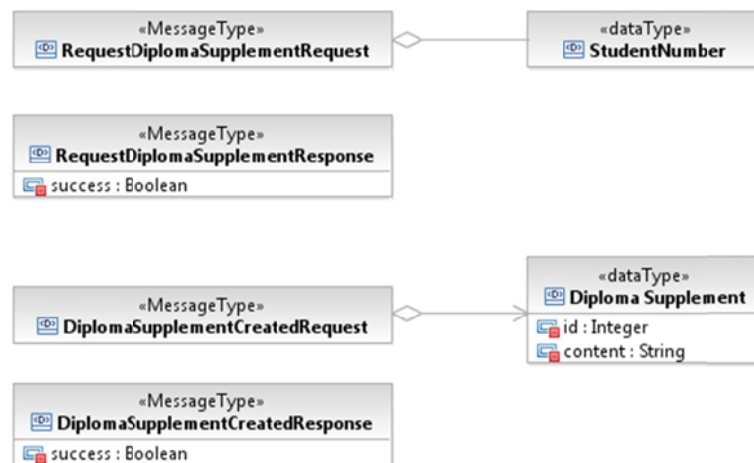 «MessageType»
RequestDiplomaSupplementRequest
«dataType»
StudentNumber
«MessageType»
RequestDiplomaSupplementResponse
success : Boolean
«MessageType»
DiplomaSupplementCreatedRequest
«dataType»
Diploma Supplement
id : Integer
content : String
«MessageType»
DiplomaSupplementCreatedResponse
success : Boolean